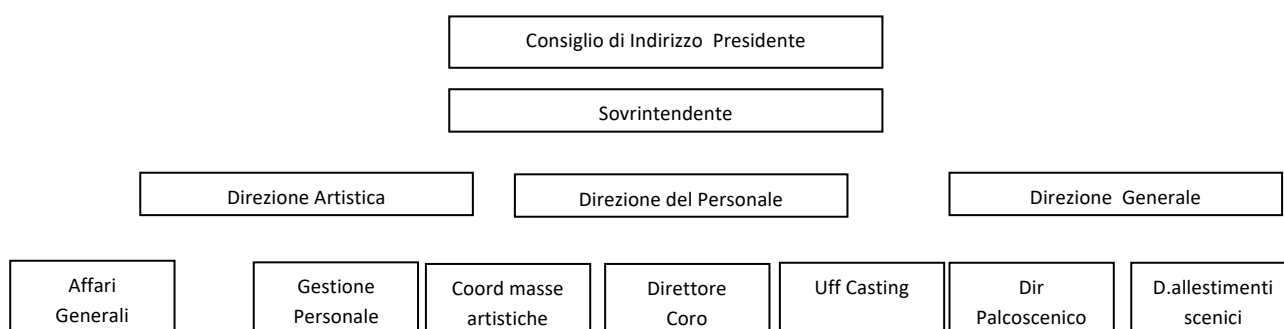 Consiglio di Indirizzo  Presidente
Sovrintendente
Direzione Artistica
Direzione del Personale
Direzione  Generale
Affari
Generali
Gestione
Personale
Coord masse
artistiche
Direttore
Coro
Uff Casting
Dir
Palcoscenico
D.allestimenti
scenici